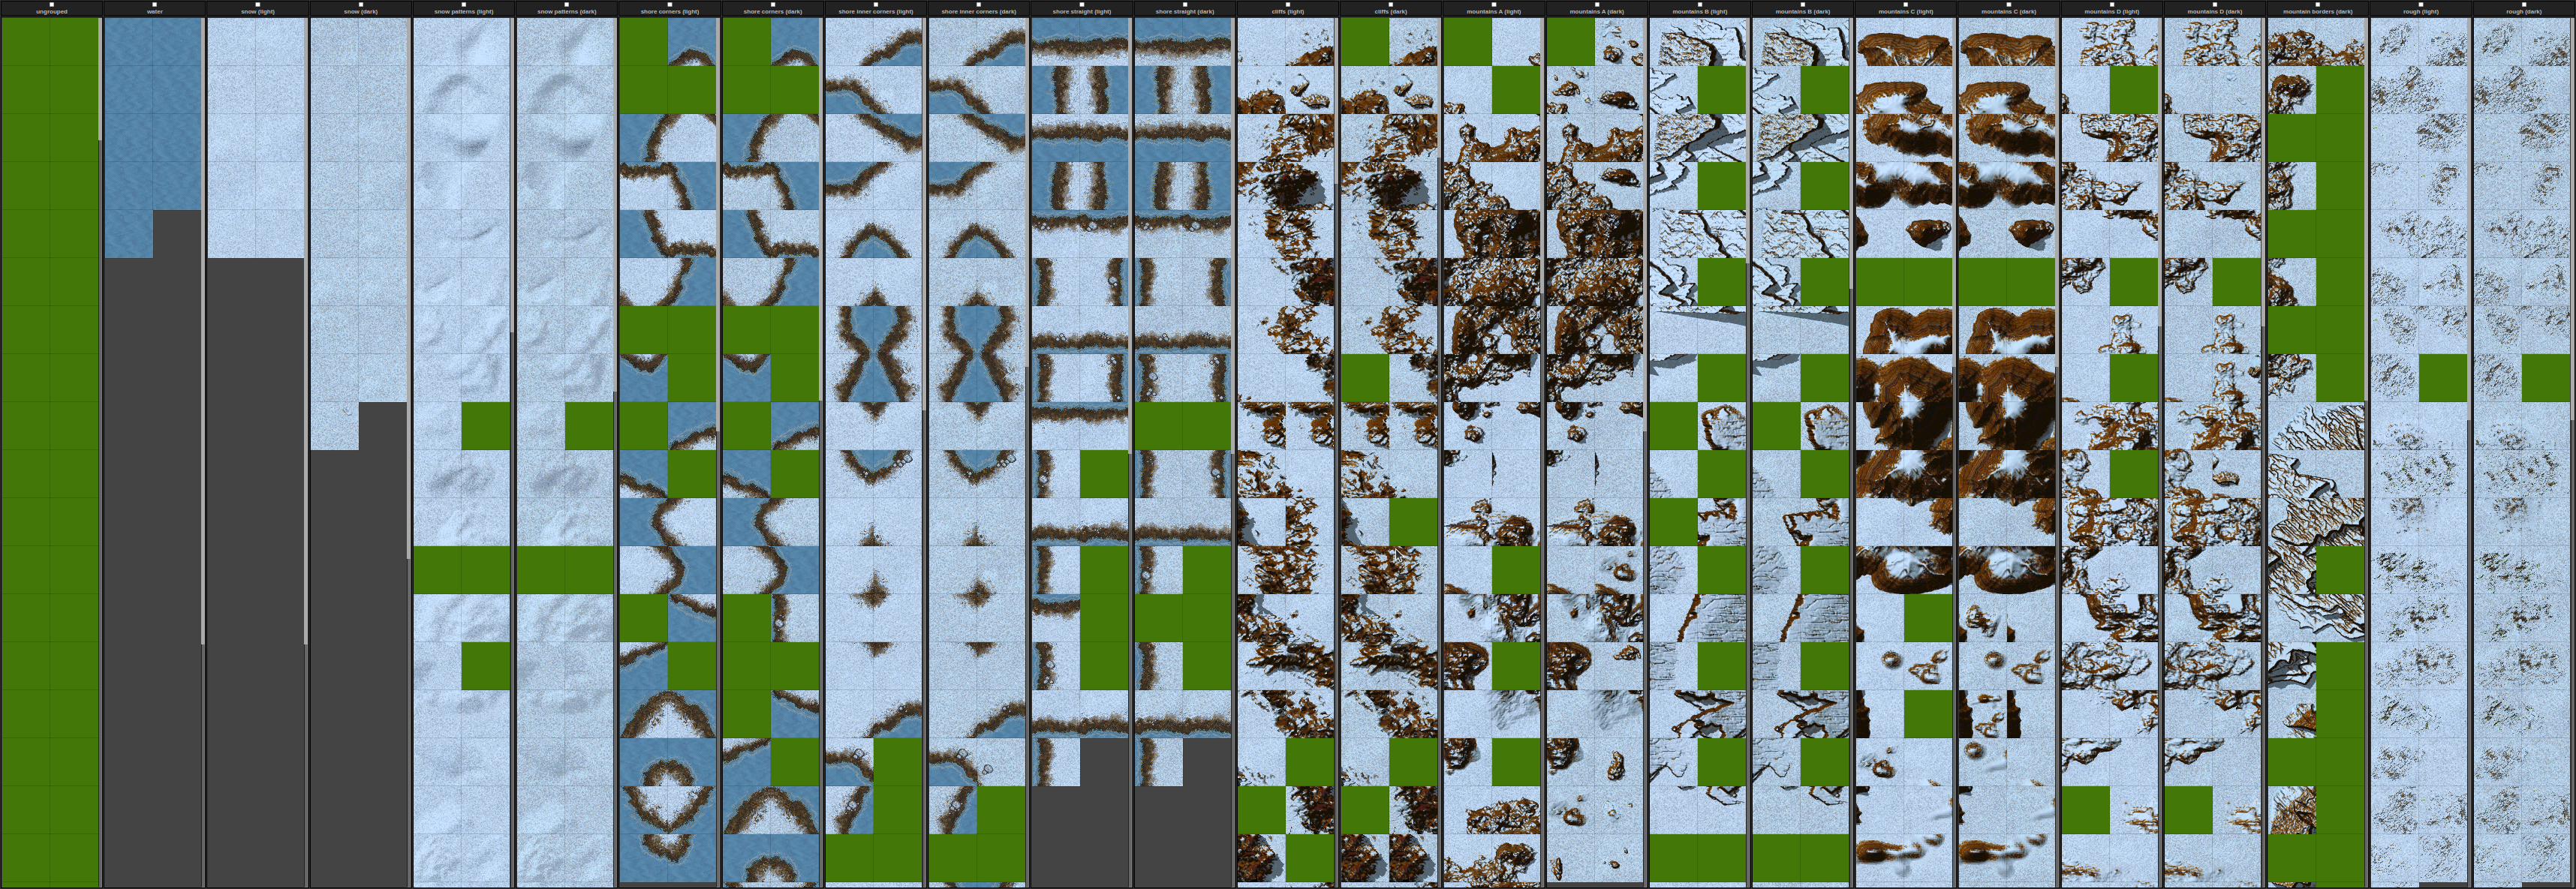 ungrouped
water
snow (light)
snow (dark)
snow patterns (light)
snow patterns (dark)
shore corners (light)
shore corners (dark)
shore inner corners (light)
shore inner corners (dark)
shore straight (light)
shore straight (dark)
cliffs (light)
cliffs (dark)
mountains A (light)
mountains A (dark)
mountains B (light)
mountains B (dark)
mountains C (light)
mountains C (dark)
mountains D (light)
mountains D (dark)
mountain borders (dark)
rough (light)
rough (dark)